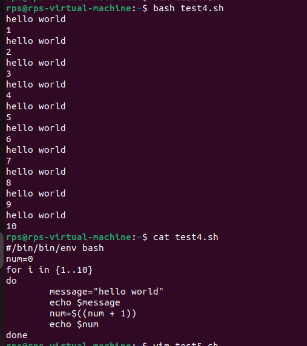 rps@rps-virtual-machine:~$ bash test4.sh
hello world
1
hello world
2
hello world
3
hello world
4
hello world
5
hello world
6
hello world
7
hello world
8
hello world
9
hello world
10
rps@rps-virtual-machine:~$ cat test4.sh
#/bin/bin/env bash
num=0
for i in {1..10}
do
        message="hello world"
        echo $message
        num=$((num + 1))
        echo $num
done
rps@rps-virtual-machine:~$ vim test5.sh